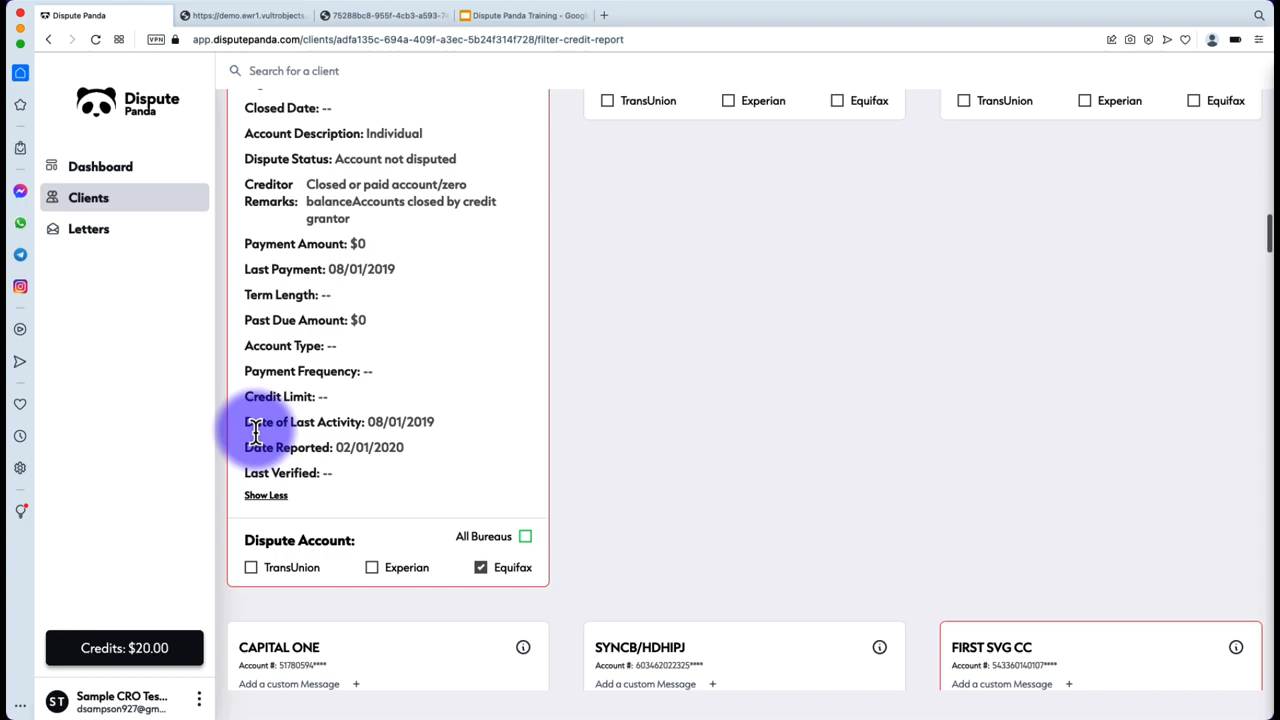 Dispute Panda
https://demo.ewr1.vultrobjects.
75288bc8-955f-4cb3-a593-7
Dispute Panda Training - Googl
app.disputepanda.com/clients/adfa135c-694a-409f-a3ec-5b24f314f728/filter-credit-report
VPN
Dispute
Panda
Search for a client
Dashboard
Clients
Letters
Closed Date: --
Account Description: Individual
Dispute Status: Account not disputed
Creditor Remarks: Closed or paid account/zero
balanceAccounts closed by credit
grantor
Payment Amount: $0
Last Payment: 08/01/2019
Term Length: --
Past Due Amount: $0
Account Type: --
Payment Frequency: --
Credit Limit: --
Date of Last Activity: 08/01/2019
Date Reported: 02/01/2020
Last Verified: --
Show Less
Dispute Account:
All Bureaus
TransUnion Experian Equifax
TransUnion Experian Equifax
TransUnion Experian Equifax
CAPITAL ONE
Account #: 51780594****
Add a custom Message +
SYNCB/HDHIPJ
Account #: 603462022325****
Add a custom Message +
FIRST SVG CC
Account #: 543360140107****
Add a custom Message +
Credits: $20.00
ST
Sample CRO Tes...
dsampson927@gm...